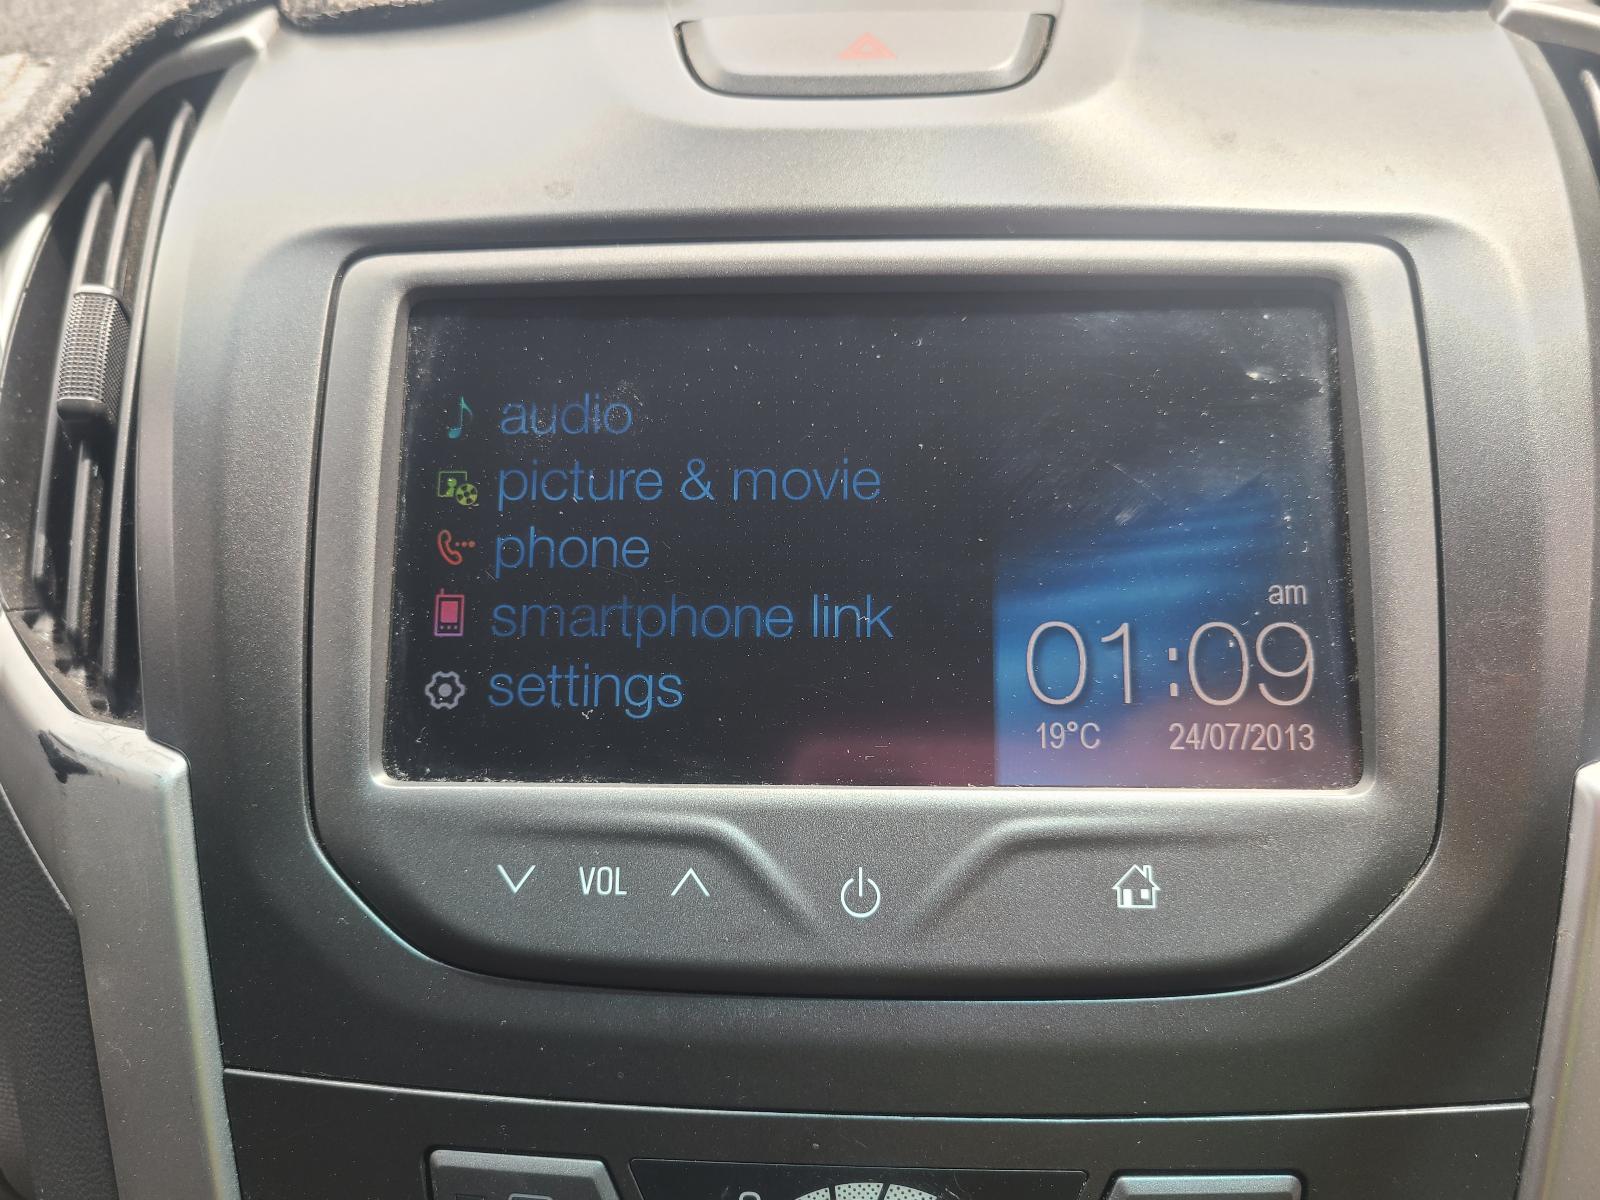 audio
picture & movie
phone
smartphone link
settings
am
01:09
19°C 24/07/2013
VOL